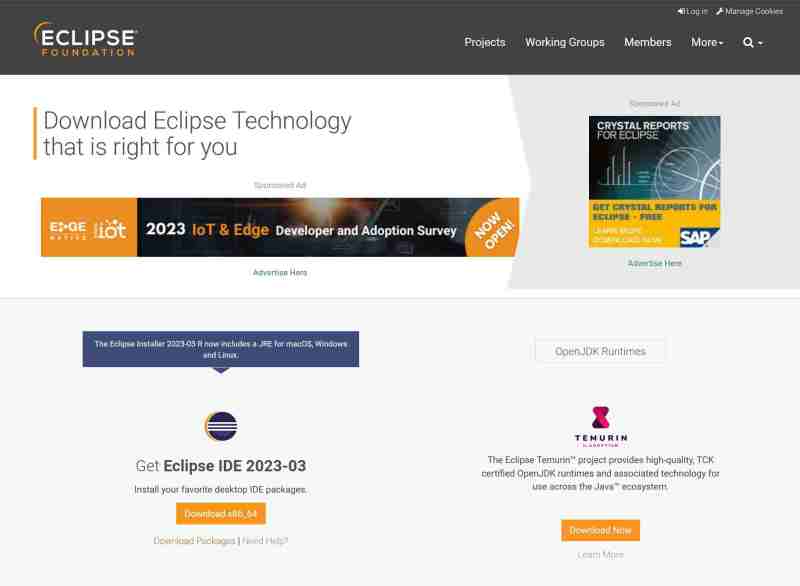 Log in
Manage Cookies
ECLIPSE
FOUNDATION
Projects
Working Groups
Members
More
Download Eclipse Technology
that is right for you
Sponsored Ad
EDGE
NATIVE
iot
2023 IoT & Edge Developer and Adoption Survey
NOW
OPEN!
Advertise Here
Sponsored Ad
CRYSTAL REPORTS
FOR ECLIPSE
GET CRYSTAL REPORTS FOR
ECLIPSE - FREE
LEARN MORE
DOWNLOAD NOW
SAP
Advertise Here
The Eclipse Installer 2023-03 R now includes a JRE for macOS, Windows
and Linux.
Get Eclipse IDE 2023-03
Install your favorite desktop IDE packages.
Download x86_64
Download Packages | Need Help?
OpenJDK Runtimes
TEMURIN
The Eclipse Temurin™ project provides high-quality, TCK
certified OpenJDK runtimes and associated technology for
use across the Java™ ecosystem.
Download Now
Learn More